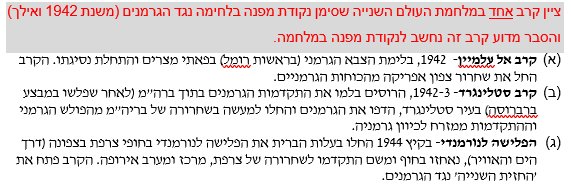 ציין קרב אחד במלחמת העולם השנייה שסימן נקודת מפנה בלחימה נגד הגרמנים (משנת 1942 ואילך)
והסבר מדוע קרב זה נחשב לנקודת מפנה במלחמה.
(א) קרב אל עלמיין- 1942, בלימת הצבא הגרמני (בראשות רומל) בפאתי מצרים והתחלת נסיגתו. הקרב
החל את שחרור צפון אפריקה מהכוחות הגרמניים.
(ב) קרב סטלינגרד- 1942-3, הרוסים בלמו את התקדמות הגרמנים בתוך ברה"מ (לאחר שפלשו במבצע
ברברוסה) בעיר סטלינגרד, הדפו את הגרמנים והחלו למעשה בשחרורה של בריה"מ מהפולש הגרמני
וההתקדמות ממזרח לכיוון גרמניה.
(ג) הפלישה לנורמנדי- בקיץ 1944 החלו בעלות הברית את הפלישה לנורמנדי בחופי צרפת בצפונה (דרך
הים והאוויר), נאחזו בחוף ומשם התקדמו לשחרורה של צרפת, מרכז ומערב אירופה. הקרב פתח את
'החזית השנייה' נגד הגרמנים.